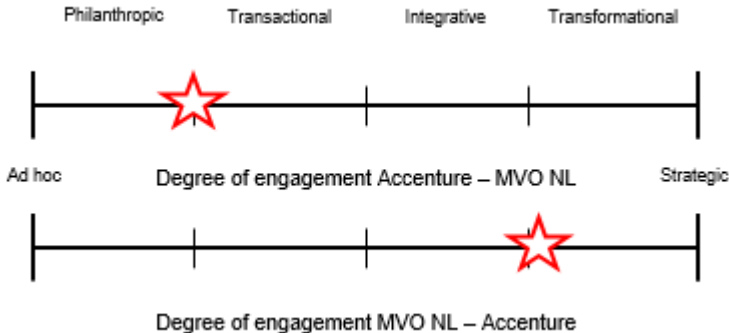 Philanthropic Transactional Integrative Transformational
Ad hoc Degree of engagement Accenture – MVO NL Strategic
Degree of engagement MVO NL – Accenture